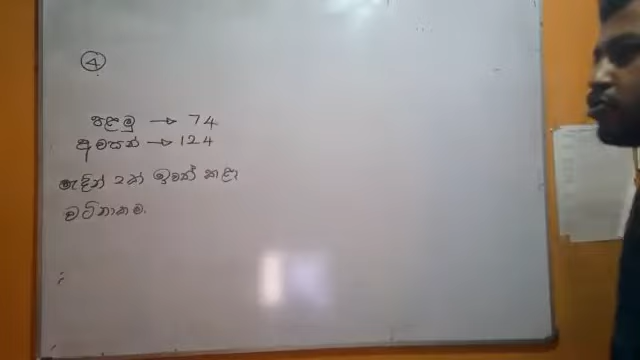 4
පළමු → 74
අවසන් → 124
මැදින් 2ක් ඉවත් කළා
වටිනාකම.